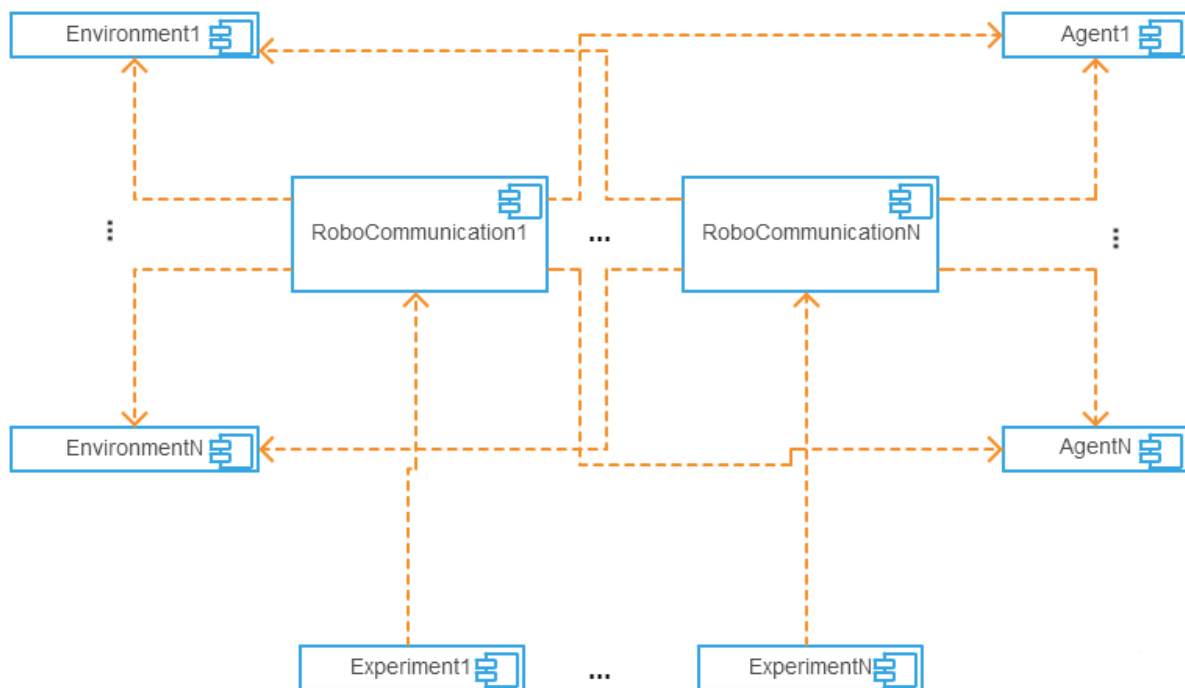 Environment1
Agent1
RoboCommunication1
...
RoboCommunicationN
EnvironmentN
AgentN
Experiment1
...
ExperimentN